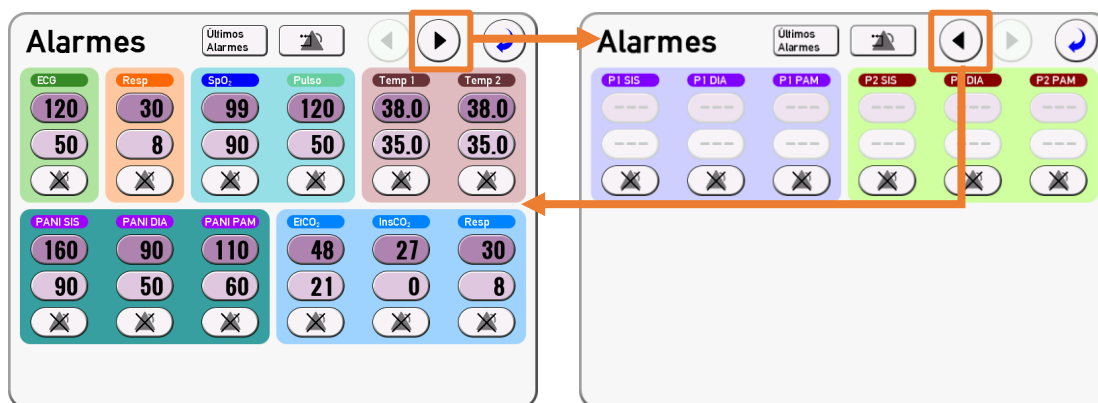 Alarmes
Últimos
Alarmes
ECG
Resp
SpO₂
Pulso
Temp 1
Temp 2
120
30
99
120
38.0
38.0
50
8
90
50
35.0
35.0
PANI SIS
PANI DIA
PANI PAM
EtCO₂
InsCO₂
Resp
160
90
110
48
27
30
90
50
60
21
0
8
Alarmes
Últimos
Alarmes
P1 SIS
P1 DIA
P1 PAM
P2 SIS
DIA
P2 PAM
---
---
---
---
---
---
---
---
---
---
---
---